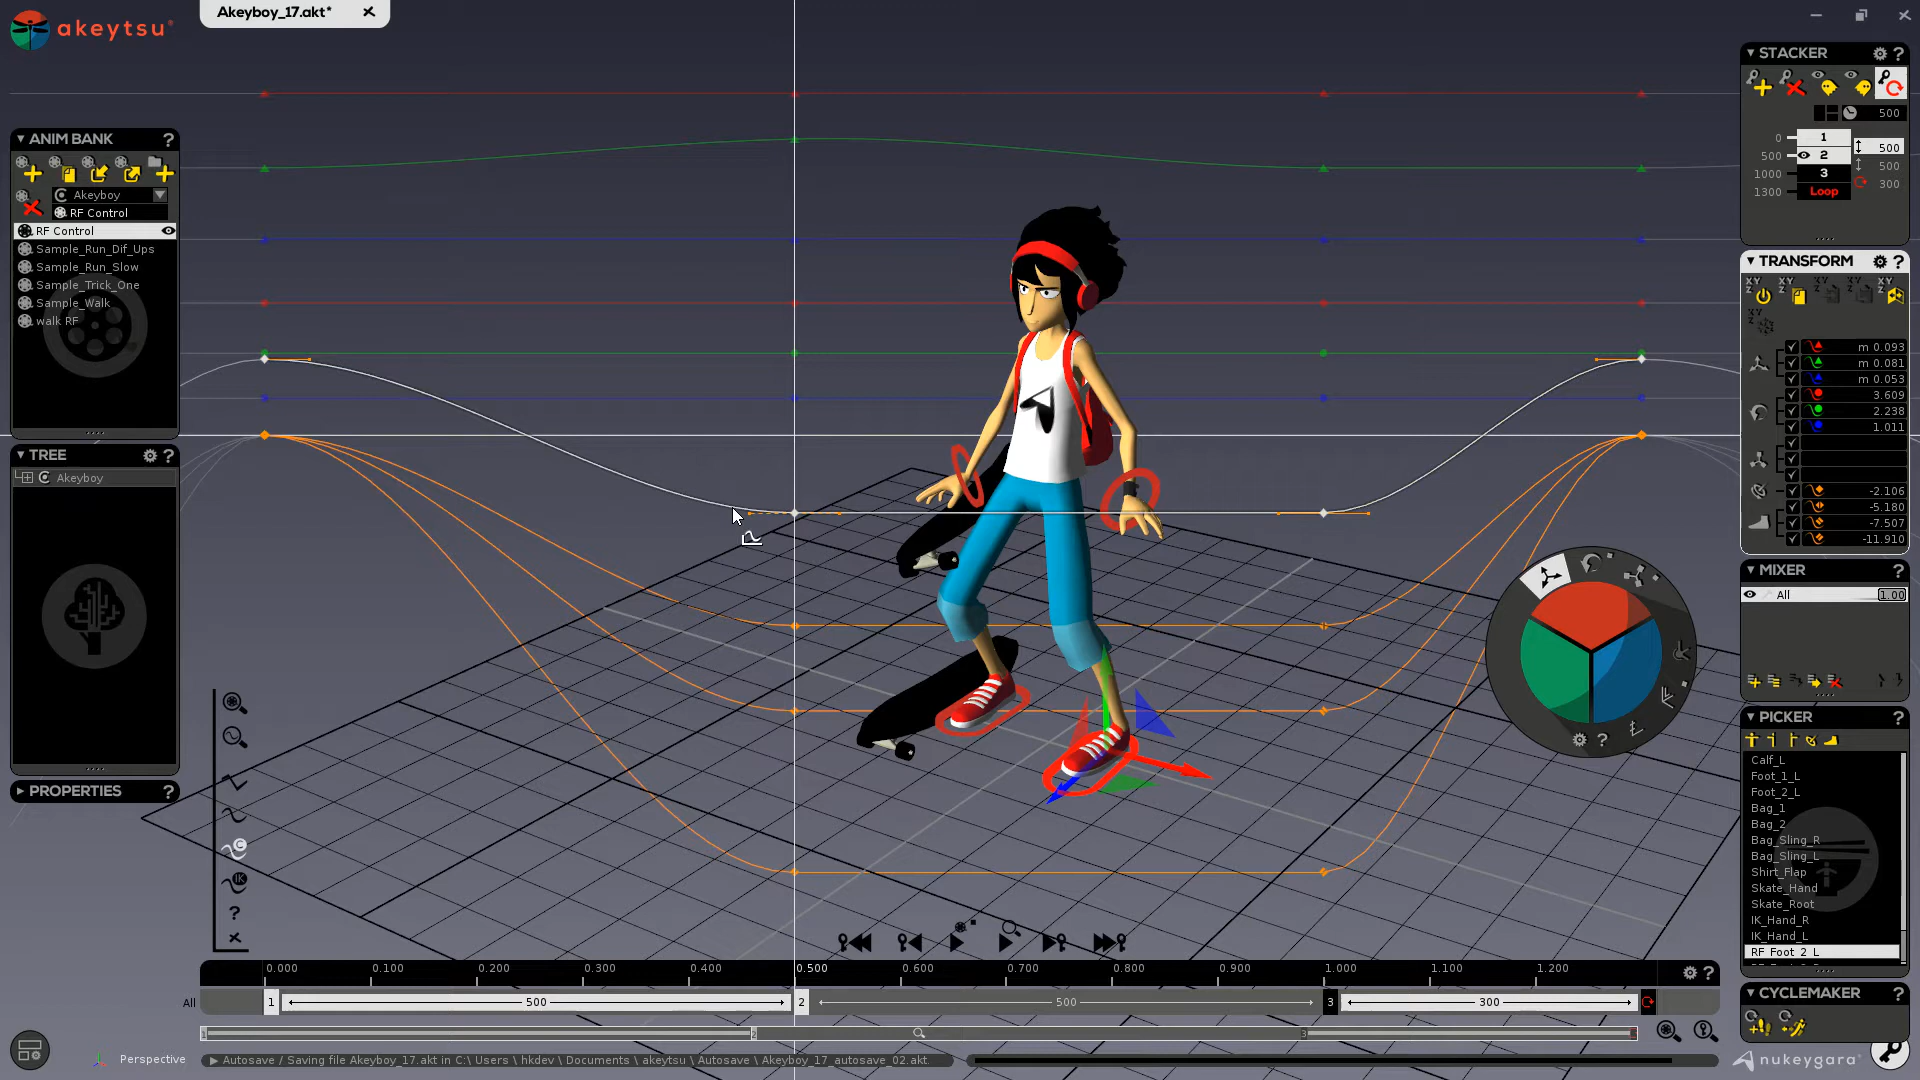 Akeyboy_17.akt*
akeytsu
STACKER
500
0 1 500
500 2 500
1000 3 300
1300 Loop
ANIM BANK
Akeyboy
RF Control
RF Control
Sample_Run_Dif_Ups
Sample_Run_Slow
Sample_Trick_One
Sample_Walk
walk RF
TREE
Akeyboy
PROPERTIES
TRANSFORM
m 0.093
m 0.081
m 0.053
3.609
2.238
1.011
-2.106
-5.180
-7.507
-11.910
MIXER
All 1.00
PICKER
Calf_L
Foot_1_L
Foot_2_L
Bag_1
Bag_2
Bag_Sling_R
Bag_Sling_L
Shirt_Flap
Skate_Hand
Skate_Root
IK_Hand_R
IK_Hand_L
RF Foot 2 L
CYCLEMAKER
IK
0.000 0.100 0.200 0.300 0.400 0.500 0.600 0.700 0.800 0.900 1.000 1.100 1.200
All 1 500 2 500 3 300
Perspective
Autosave / Saving file Akeyboy_17.akt in C:\ Users \ hkdev \ Documents \ akeytsu \ Autosave \ Akeyboy_17_autosave_02.akt.
nukeygara